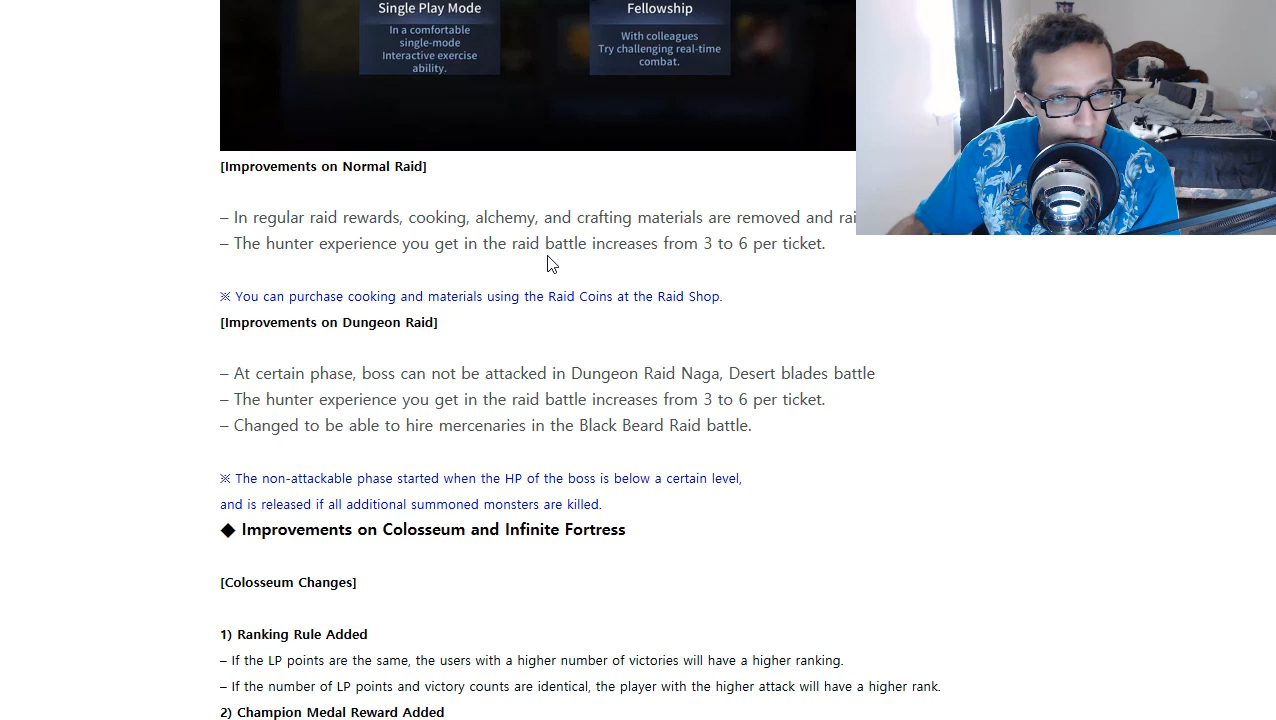 Single Play Mode
In a comfortable
single-mode
Interactive exercise
ability.
Fellowship
With colleagues
Try challenging real-time
combat.
[Improvements on Normal Raid]
– In regular raid rewards, cooking, alchemy, and crafting materials are removed and rai
– The hunter experience you get in the raid battle increases from 3 to 6 per ticket.
※ You can purchase cooking and materials using the Raid Coins at the Raid Shop.
[Improvements on Dungeon Raid]
– At certain phase, boss can not be attacked in Dungeon Raid Naga, Desert blades battle
– The hunter experience you get in the raid battle increases from 3 to 6 per ticket.
– Changed to be able to hire mercenaries in the Black Beard Raid battle.
※ The non-attackable phase started when the HP of the boss is below a certain level,
and is released if all additional summoned monsters are killed.
◆ Improvements on Colosseum and Infinite Fortress
[Colosseum Changes]
1) Ranking Rule Added
– If the LP points are the same, the users with a higher number of victories will have a higher ranking.
– If the number of LP points and victory counts are identical, the player with the higher attack will have a higher rank.
2) Champion Medal Reward Added